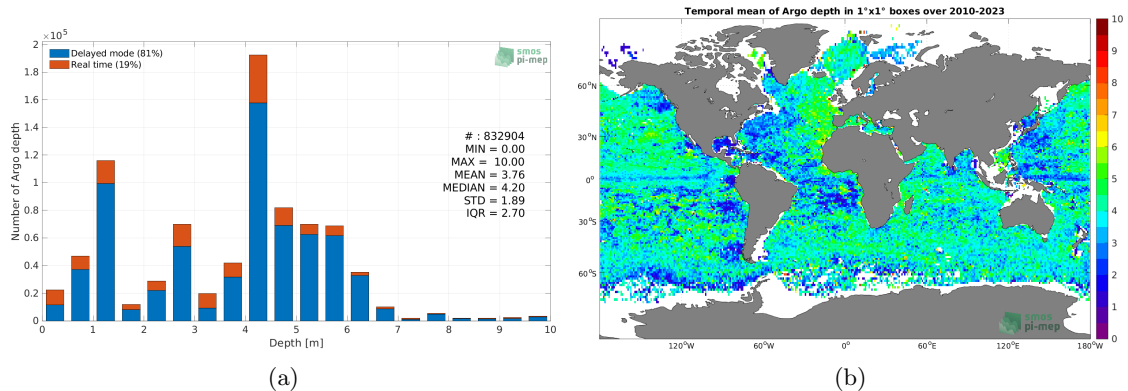 ×10⁵
Delayed mode (81%)
Real time (19%)
smos
pi-mep
# : 832904
MIN = 0.00
MAX = 10.00
MEAN = 3.76
MEDIAN = 4.20
STD = 1.89
IQR = 2.70
Number of Argo depth
2
1.8
1.6
1.4
1.2
1
0.8
0.6
0.4
0.2
0
0 1 2 3 4 5 6 7 8 9 10
Depth [m]
(a)
Temporal mean of Argo depth in 1°x1° boxes over 2010-2023
60°N
30°N
0°
30°S
60°S
120°W 60°W 0° 60°E 120°E 180°W
smos
pi-mep
10
9
8
7
6
5
4
3
2
1
0
(b)